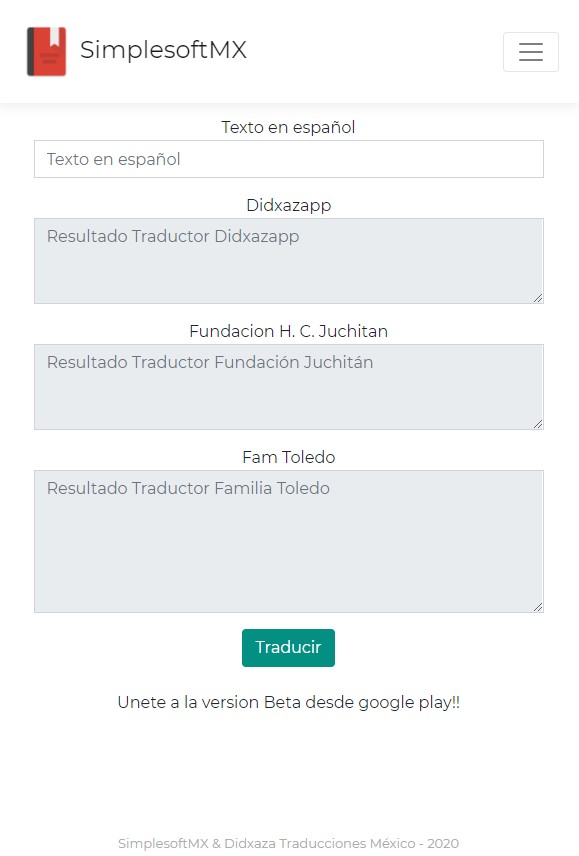 SimplesoftMX
Texto en español
Texto en español
Didxazapp
Resultado Traductor Didxazapp
Fundacion H. C. Juchitan
Resultado Traductor Fundación Juchitán
Fam Toledo
Resultado Traductor Familia Toledo
Traducir
Unete a la version Beta desde google play!!
SimplesoftMX & Didxaza Traducciones México - 2020